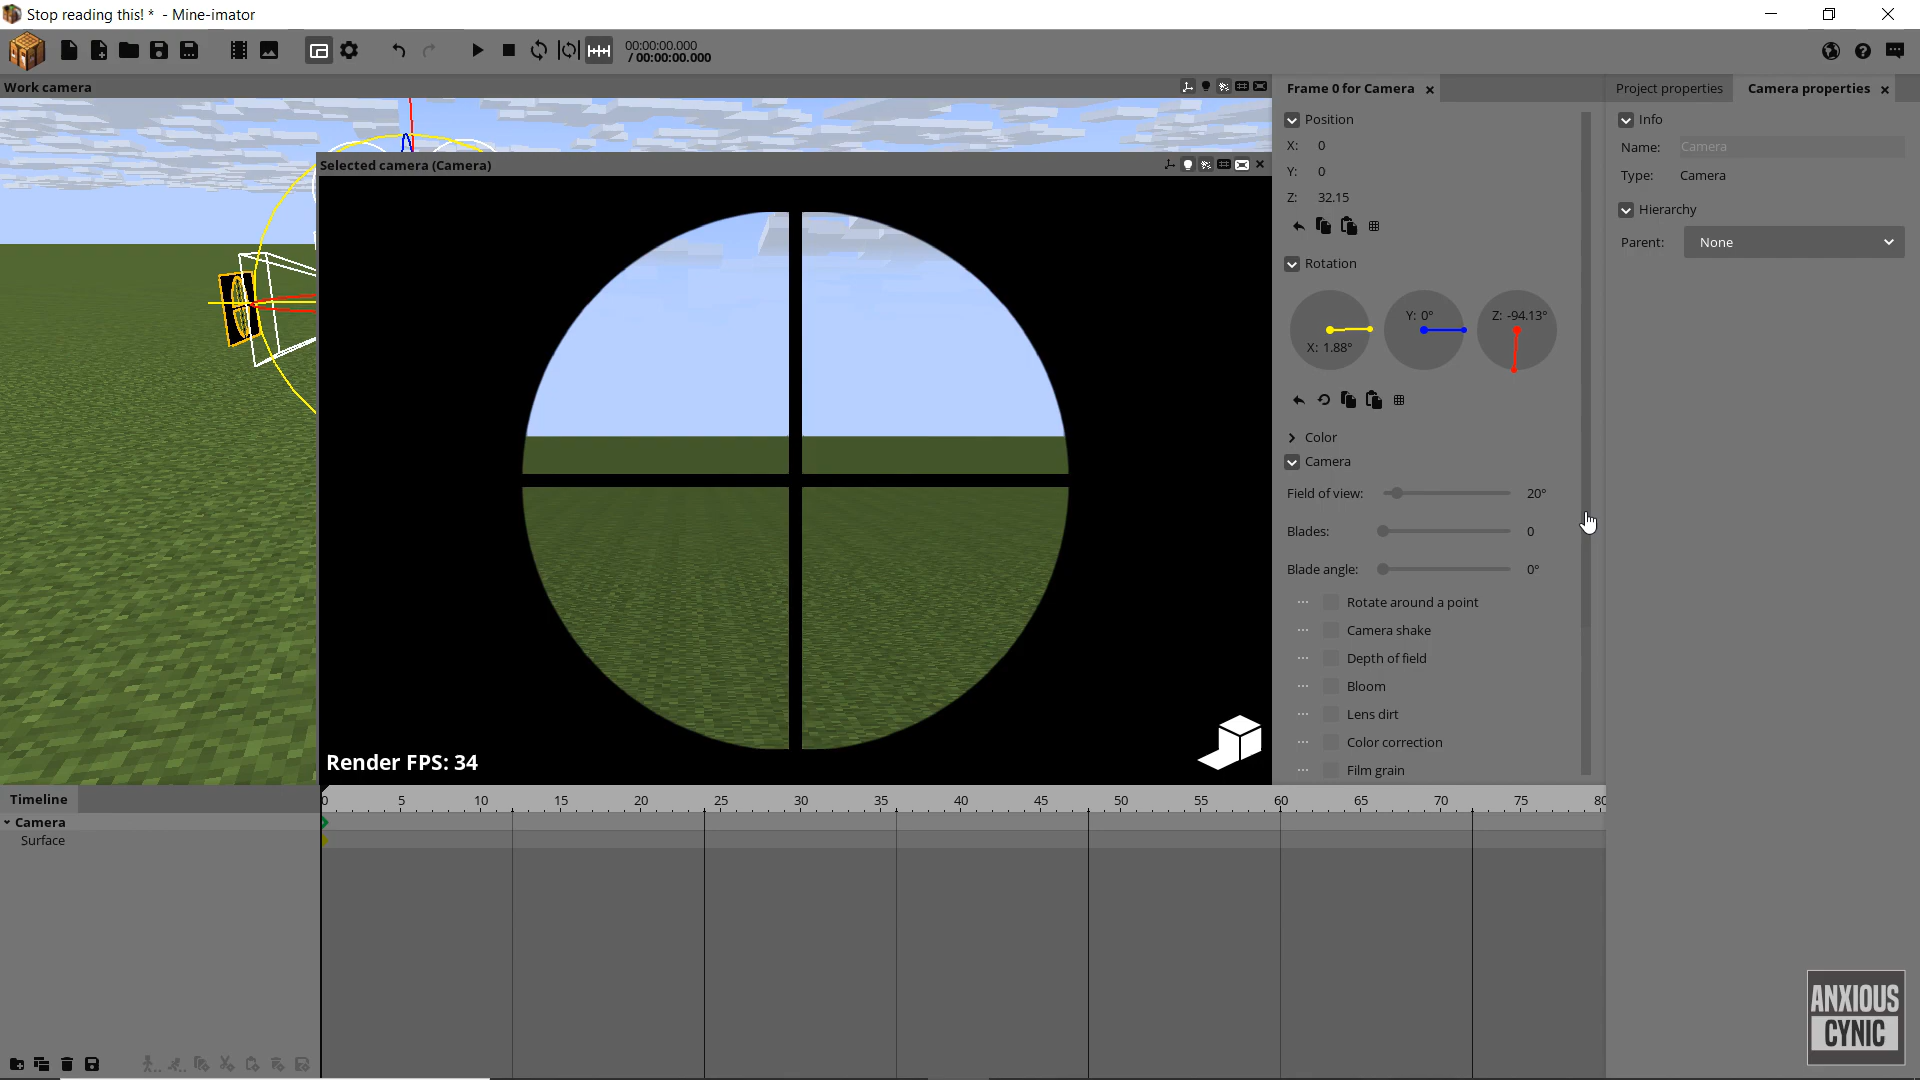 Stop reading this! * - Mine-imator
00:00:00.000
/ 00:00:00.000
Work camera
Selected camera (Camera)
Render FPS: 34
Frame 0 for Camera
Position
X: 0
Y: 0
Z: 32.15
Rotation
X: 1.88°
Y: 0°
Z: -94.13°
Color
Camera
Field of view: 20°
Blades: 0
Blade angle: 0°
Rotate around a point
Camera shake
Depth of field
Bloom
Lens dirt
Color correction
Film grain
Project properties
Camera properties
Info
Name: Camera
Type: Camera
Hierarchy
Parent: None
Timeline
0 5 10 15 20 25 30 35 40 45 50 55 60 65 70 75 80
Camera
Surface
ANXIOUS
CYNIC